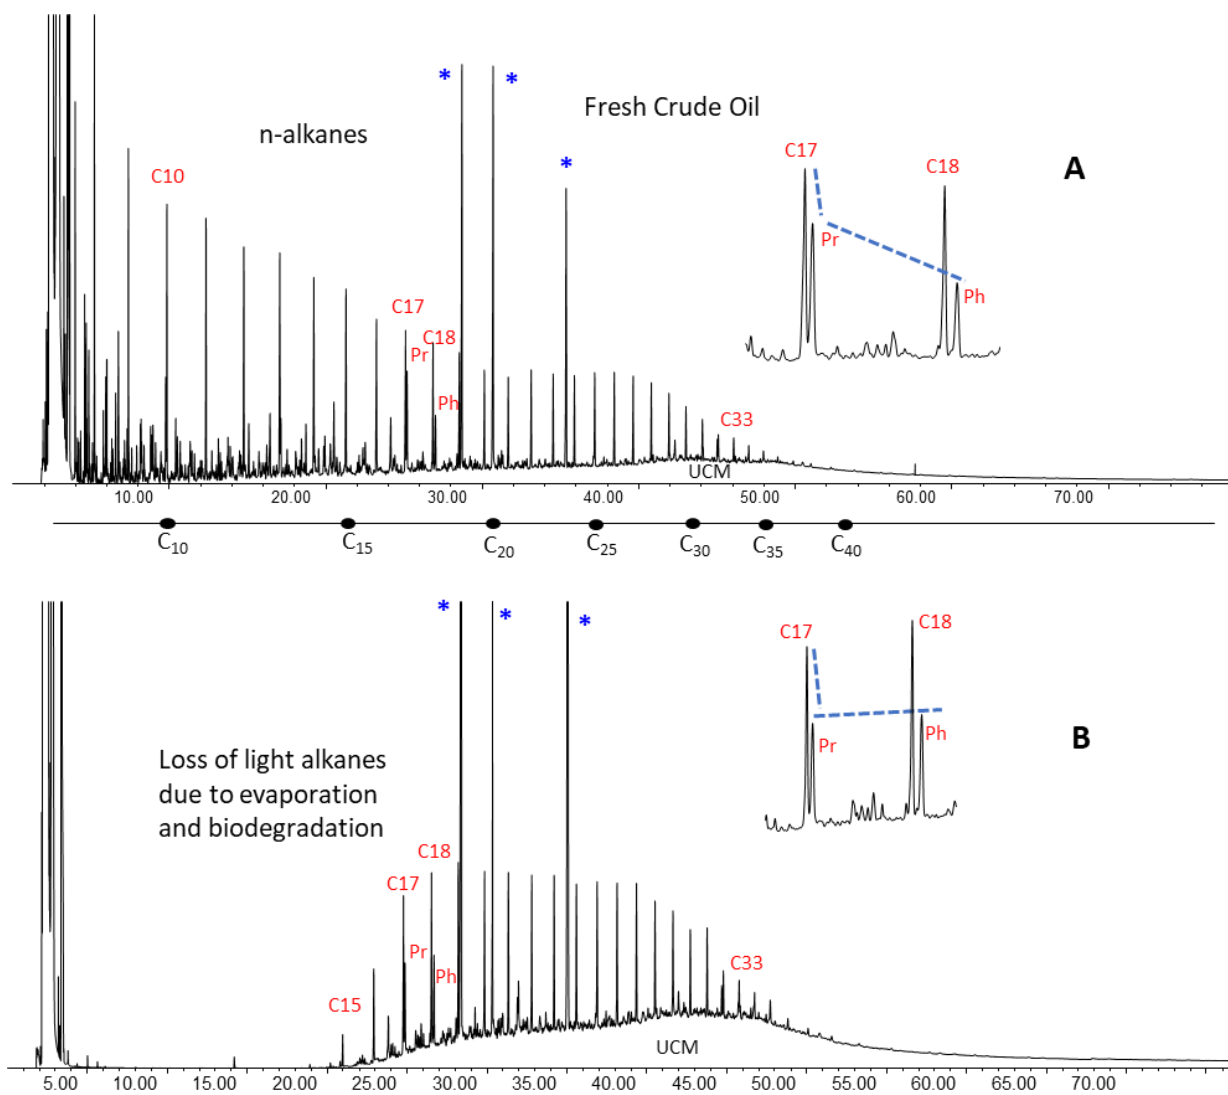 *
*
Fresh Crude Oil
n-alkanes
*
C10
C17
C18
A
Pr
Ph
C17
C18
Pr
Ph
C33
UCM
10.00 20.00 30.00 40.00 50.00 60.00 70.00
C10 C15 C20 C25 C30 C35 C40
*
*
*
C17
C18
B
Pr
Ph
Loss of light alkanes
due to evaporation
and biodegradation
C18
C17
Pr
Ph
C33
C15
UCM
5.00 10.00 15.00 20.00 25.00 30.00 35.00 40.00 45.00 50.00 55.00 60.00 65.00 70.00